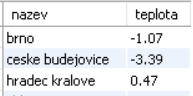 nazev teplota
brno -1.07
ceske budejovice -3.39
hradec kralove 0.47